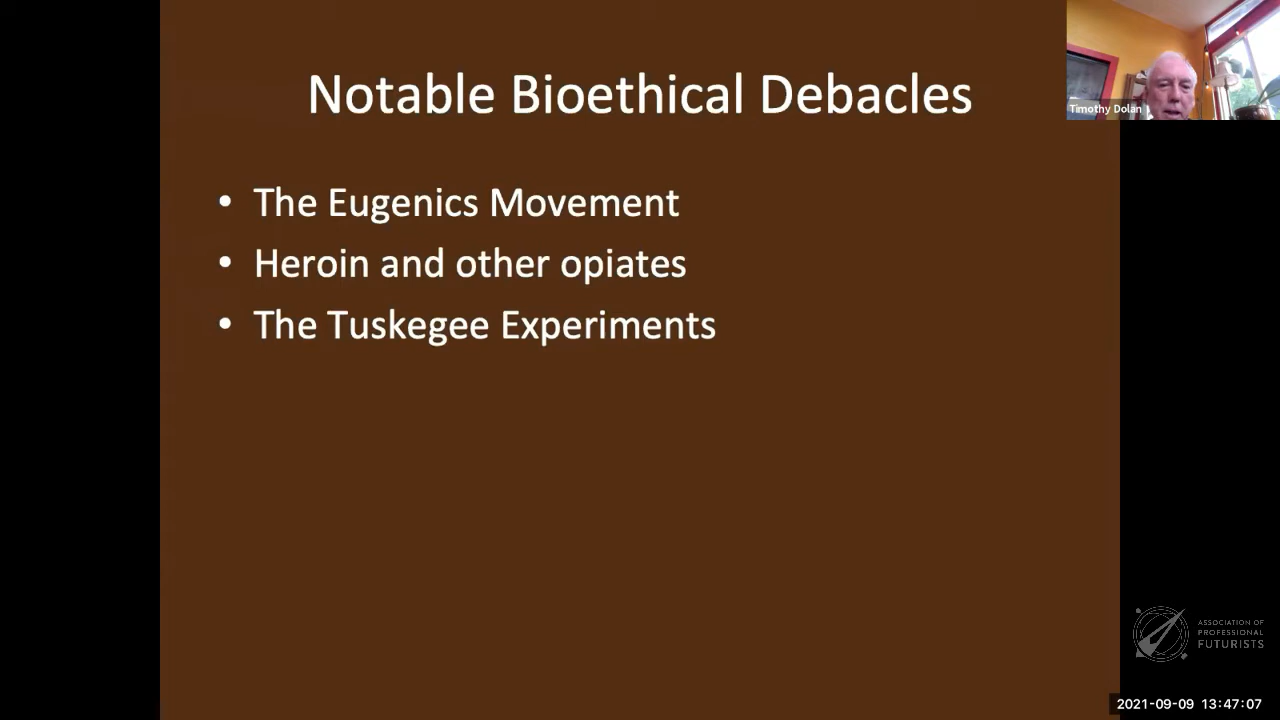 Notable Bioethical Debacles
Timothy Dolan
• The Eugenics Movement
• Heroin and other opiates
• The Tuskegee Experiments
ASSOCIATION OF
PROFESSIONAL
FUTURISTS
2021-09-09 13:47:07